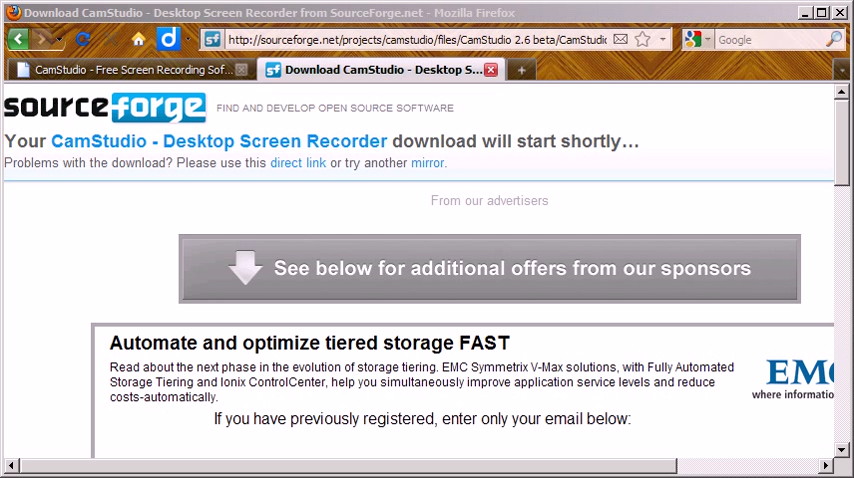 Download CamStudio - Desktop Screen Recorder from SourceForge.net - Mozilla Firefox
http://sourceforge.net/projects/camstudio/files/CamStudio 2.6 beta/CamStudi
Google
CamStudio - Free Screen Recording Sof...
Download CamStudio - Desktop S...
sourceforge FIND AND DEVELOP OPEN SOURCE SOFTWARE
Your CamStudio - Desktop Screen Recorder download will start shortly...
Problems with the download? Please use this direct link or try another mirror.
From our advertisers
See below for additional offers from our sponsors
Automate and optimize tiered storage FAST
Read about the next phase in the evolution of storage tiering. EMC Symmetrix V-Max solutions, with Fully Automated
Storage Tiering and Ionix ControlCenter, help you simultaneously improve application service levels and reduce
costs-automatically.
EMC
where informatio
If you have previously registered, enter only your email below: